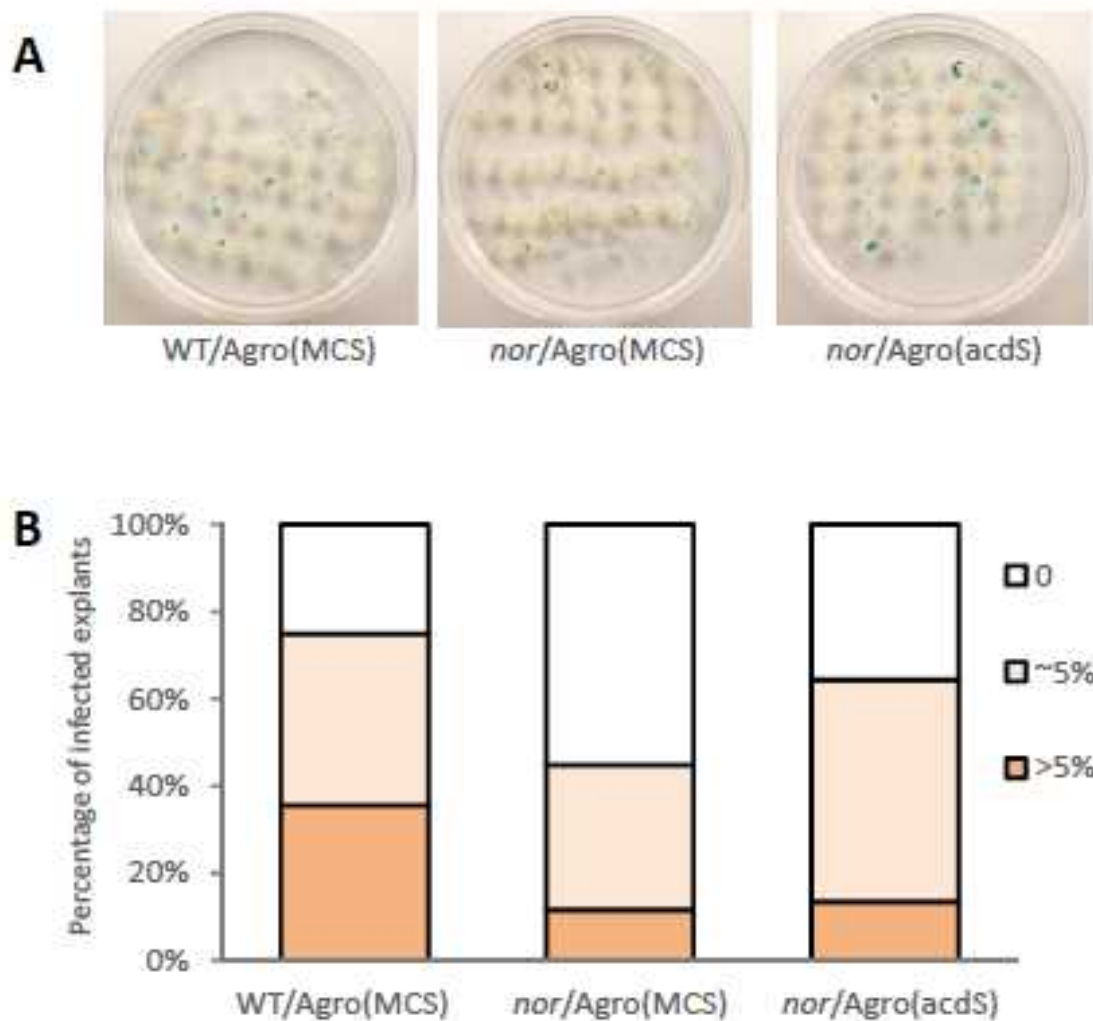 A
WT/Agro(MCS)
nor/Agro(MCS)
nor/Agro(acdS)
B
Percentage of infected explants
100%
80%
60%
40%
20%
0%
0
~5%
>5%
WT/Agro(MCS)
nor/Agro(MCS)
nor/Agro(acdS)